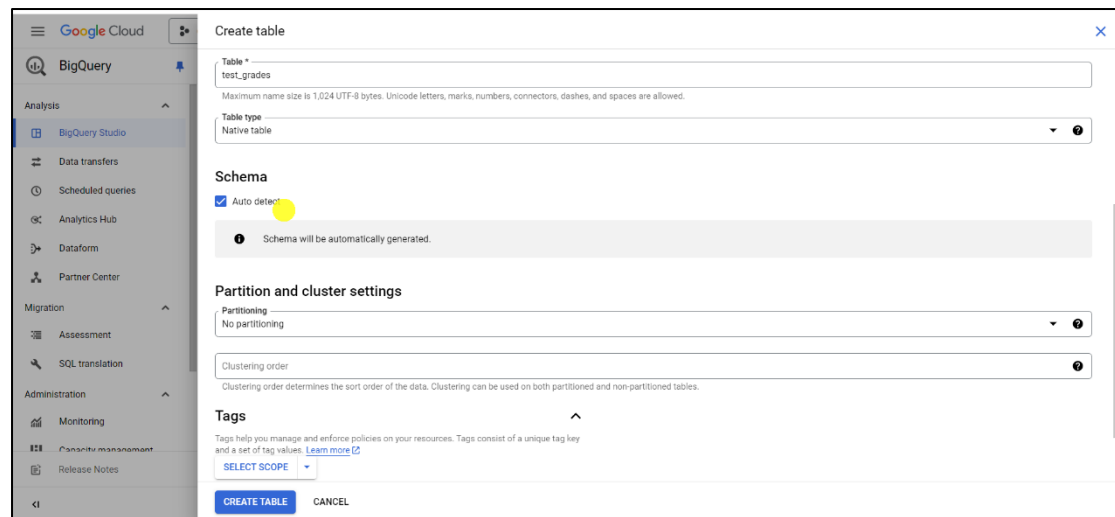 Google Cloud
BigQuery
Analysis
BigQuery Studio
Data transfers
Scheduled queries
Analytics Hub
Dataform
Partner Center
Migration
Assessment
SQL translation
Administration
Monitoring
Capacity management
Release Notes
Create table
Table *
test_grades
Maximum name size is 1,024 UTF-8 bytes. Unicode letters, marks, numbers, connectors, dashes, and spaces are allowed.
Table type
Native table
Schema
Auto detect
Schema will be automatically generated.
Partition and cluster settings
Partitioning
No partitioning
Clustering order
Clustering order determines the sort order of the data. Clustering can be used on both partitioned and non-partitioned tables.
Tags
Tags help you manage and enforce policies on your resources. Tags consist of a unique tag key
and a set of tag values. Learn more
SELECT SCOPE
CREATE TABLE
CANCEL